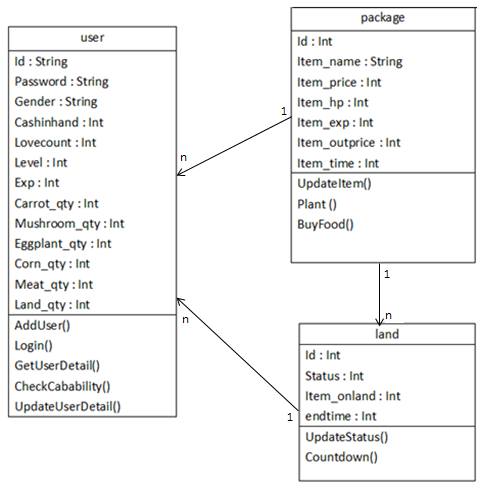 user
Id : String
Password : String
Gender : String
Cashinhand : Int
Lovecount : Int
Level : Int
Exp : Int
Carrot_qty : Int
Mushroom_qty : Int
Eggplant_qty : Int
Corn_qty : Int
Meat_qty : Int
Land_qty : Int
AddUser()
Login()
GetUserDetail()
CheckCabability()
UpdateUserDetail()
package
Id : Int
Item_name : String
Item_price : Int
Item_hp : Int
Item_exp : Int
Item_outprice : Int
Item_time : Int
UpdateItem()
Plant ()
BuyFood()
1
n
1
n
n
1
land
Id : Int
Status : Int
Item_onland : Int
endtime : Int
UpdateStatus()
Countdown()